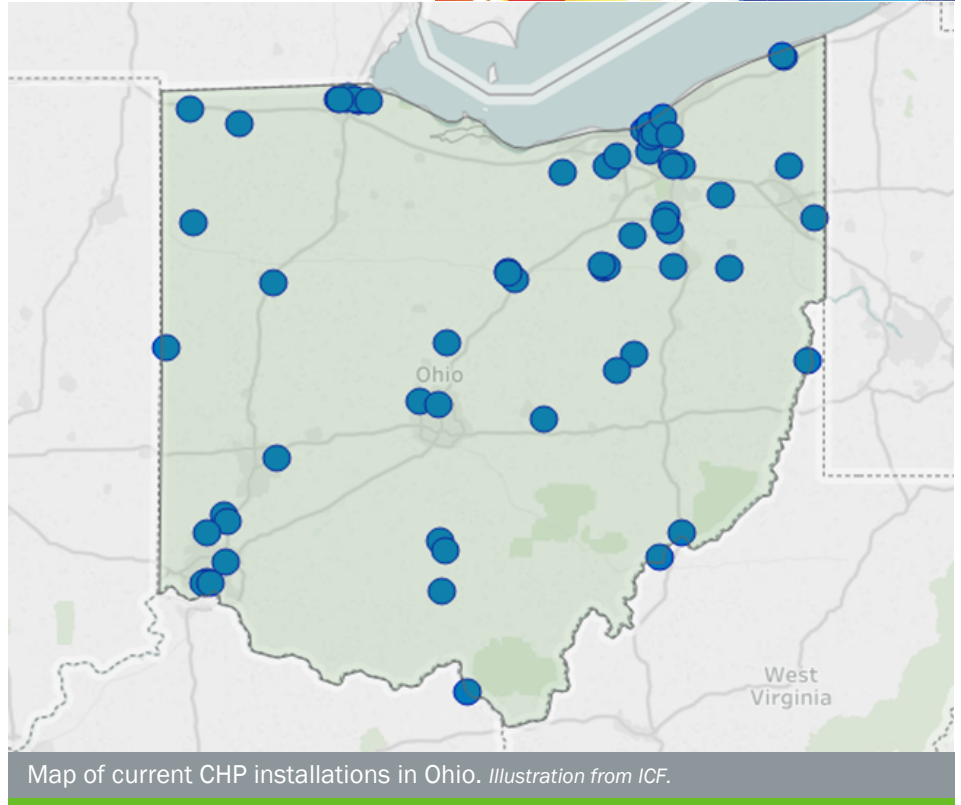 Ohio
West
Virginia
Map of current CHP installations in Ohio. Illustration from ICF.